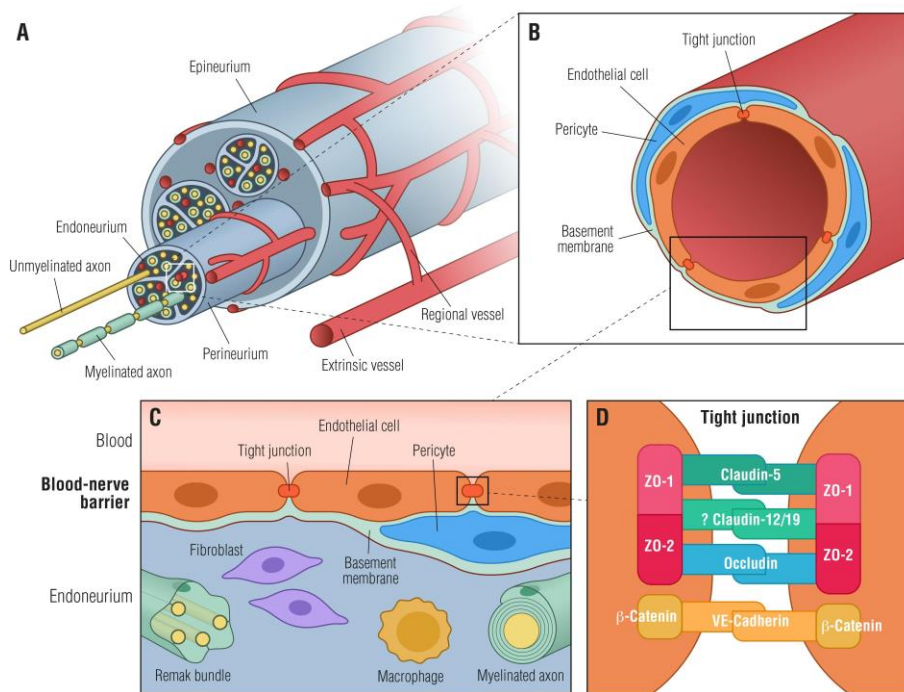 A
Epineurium
Endoneurium
Unmyelinated axon
Myelinated axon
Perineurium
Extrinsic vessel
Regional vessel
B
Tight junction
Endothelial cell
Pericyte
Basement
membrane
C
Blood
Blood-nerve
barrier
Endoneurium
Tight junction
Endothelial cell
Pericyte
Fibroblast
Basement
membrane
Remak bundle
Macrophage
Myelinated axon
D
Tight junction
ZO-1
Claudin-5
ZO-1
? Claudin-12/19
ZO-2
Occludin
ZO-2
β-Catenin
VE-Cadherin
β-Catenin